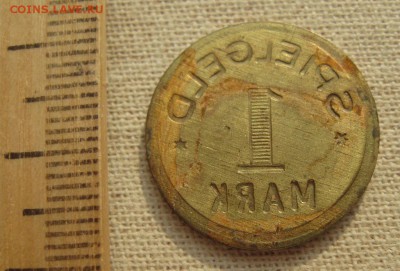 COINS.LAVE.RU
SPIELGELD
1
MARK